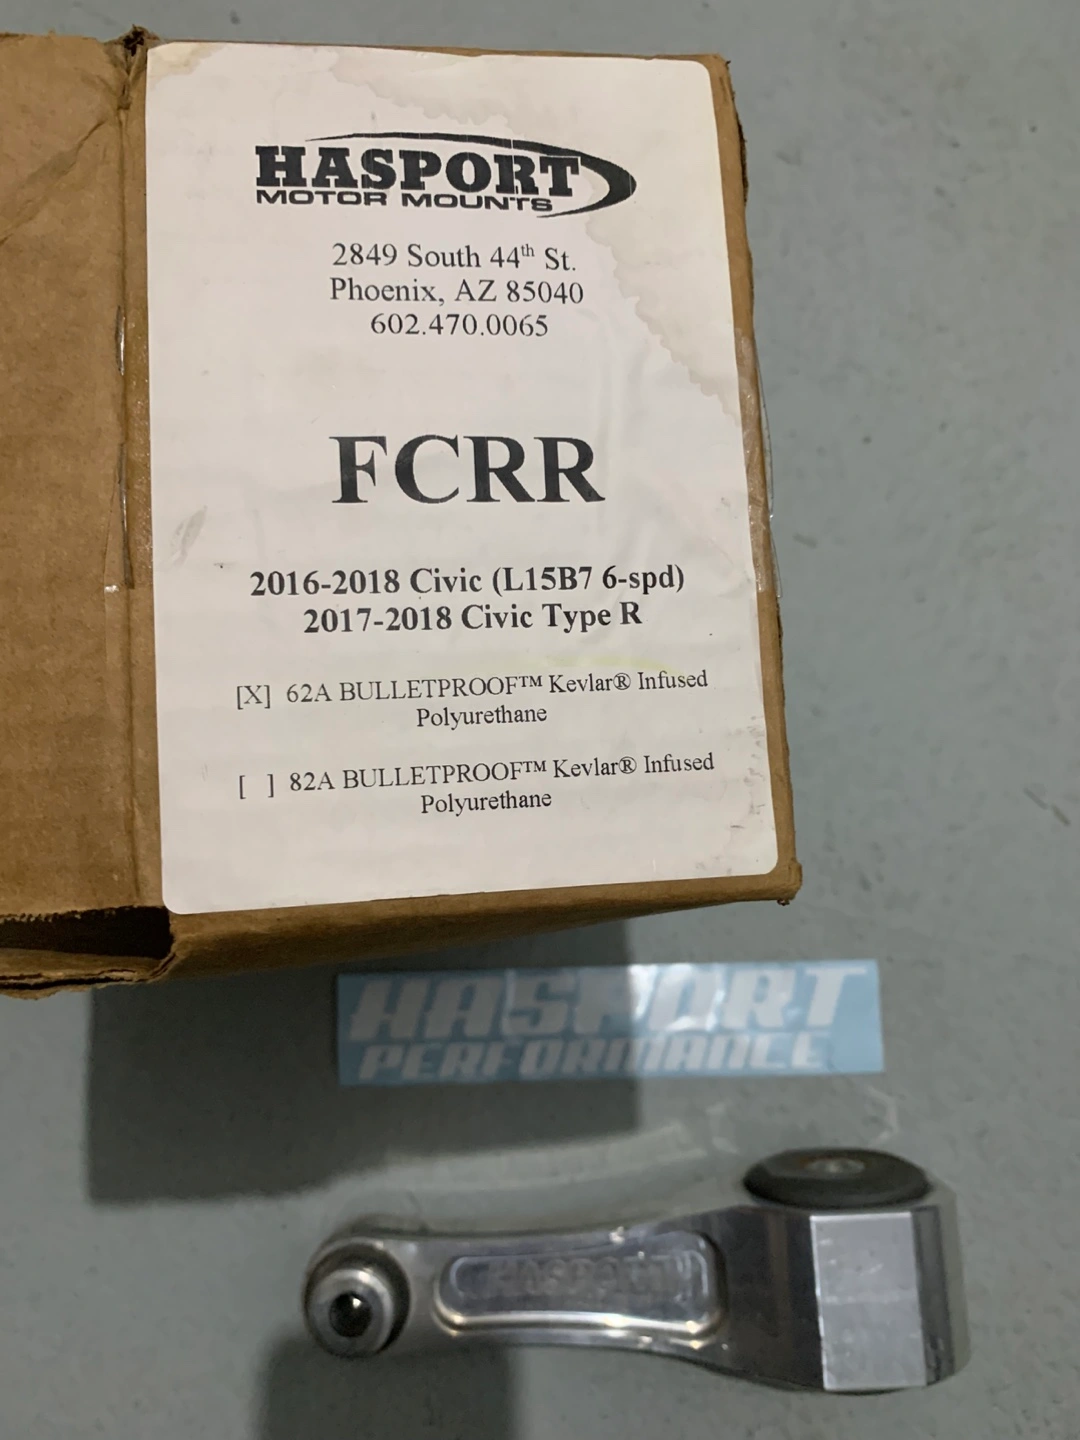 HASPORT
MOTOR MOUNTS
2849 South 44th St.
Phoenix, AZ 85040
602.470.0065
FCRR
2016-2018 Civic (L15B7 6-spd)
2017-2018 Civic Type R
[X] 62A BULLETPROOF™ Kevlar® Infused
Polyurethane
[ ] 82A BULLETPROOF™ Kevlar® Infused
Polyurethane
HASPORT
PERFORMANCE
HASPORT